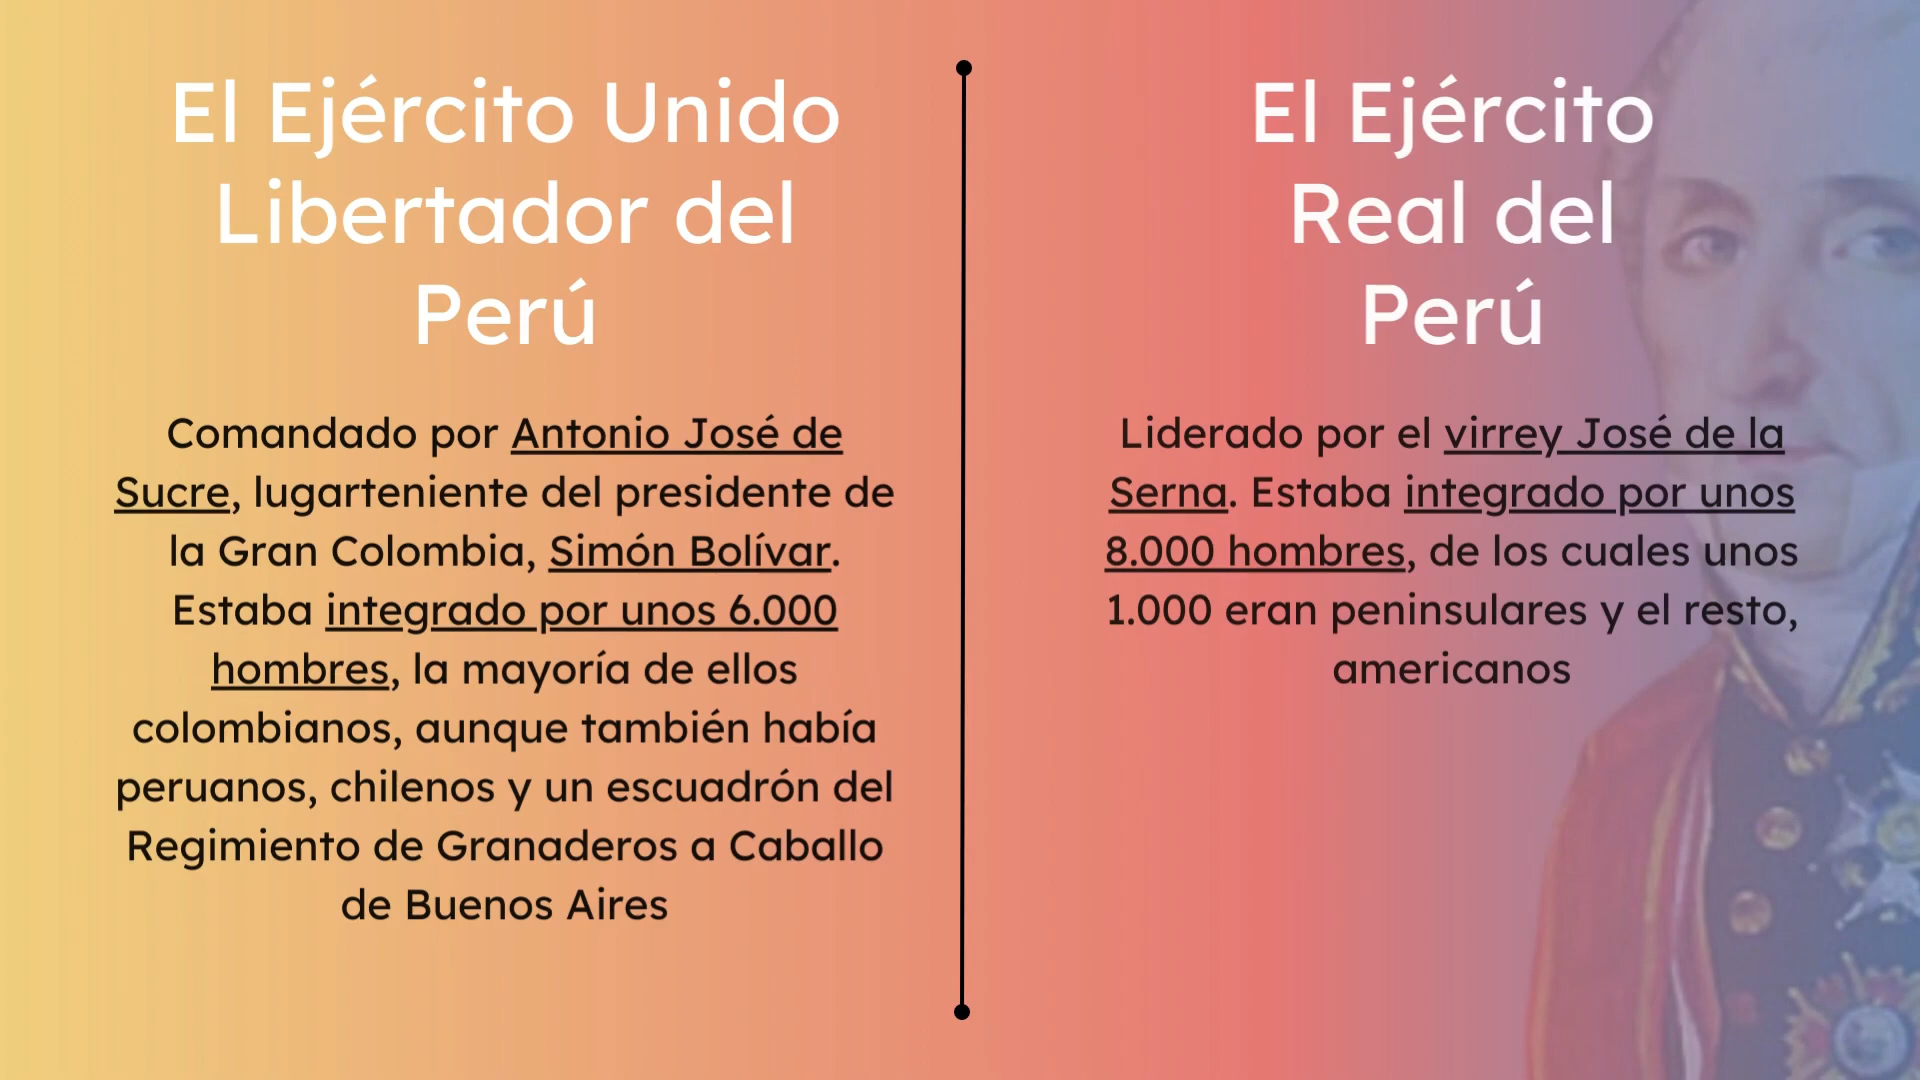 El Ejército Unido
Libertador del
Perú
Comandado por Antonio José de
Sucre, lugarteniente del presidente de
la Gran Colombia, Simón Bolívar.
Estaba integrado por unos 6.000
hombres, la mayoría de ellos
colombianos, aunque también había
peruanos, chilenos y un escuadrón del
Regimiento de Granaderos a Caballo
de Buenos Aires
El Ejército
Real del
Perú
Liderado por el virrey José de la
Serna. Estaba integrado por unos
8.000 hombres, de los cuales unos
1.000 eran peninsulares y el resto,
americanos